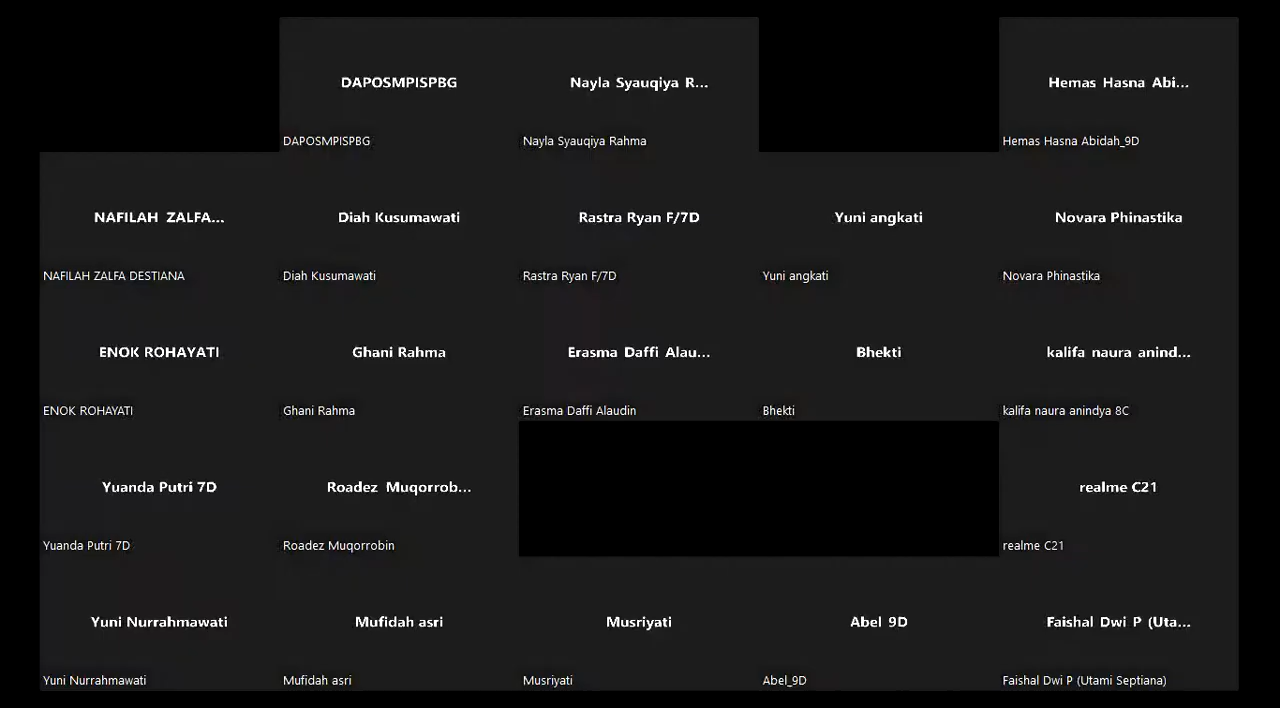 DAPOSMPISPBG
Nayla Syauqiya R...
Hemas Hasna Abi...
DAPOSMPISPBG
Nayla Syauqiya Rahma
Hemas Hasna Abidah_9D
NAFILAH ZALFA...
Diah Kusumawati
Rastra Ryan F/7D
Yuni angkati
Novara Phinastika
NAFILAH ZALFA DESTIANA
Diah Kusumawati
Rastra Ryan F/7D
Yuni angkati
Novara Phinastika
ENOK ROHAYATI
Ghani Rahma
Erasma Daffi Alau...
Bhekti
kalifa naura anind...
ENOK ROHAYATI
Ghani Rahma
Erasma Daffi Alaudin
Bhekti
kalifa naura anindya 8C
Yuanda Putri 7D
Roadez Muqorrob...
realme C21
Yuanda Putri 7D
Roadez Muqorrobin
realme C21
Yuni Nurrahmawati
Mufidah asri
Musriyati
Abel 9D
Faishal Dwi P (Uta...
Yuni Nurrahmawati
Mufidah asri
Musriyati
Abel_9D
Faishal Dwi P (Utami Septiana)